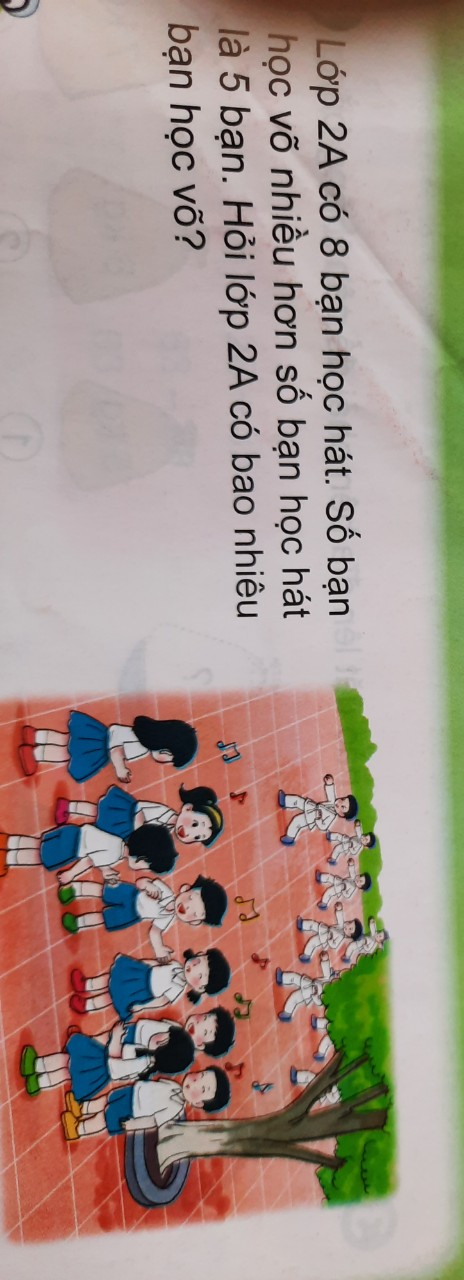 Lớp 2A có 8 bạn học hát. Số bạn
học võ nhiều hơn số bạn học hát
là 5 bạn. Hỏi lớp 2A có bao nhiêu
bạn học võ?